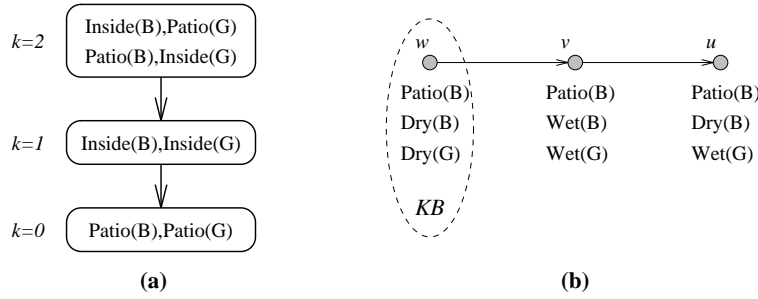 k=2
Inside(B),Patio(G)
Patio(B),Inside(G)
k=1
Inside(B),Inside(G)
k=0
Patio(B),Patio(G)
(a)
w v u
Patio(B) Patio(B) Patio(B)
Dry(B) Wet(B) Dry(B)
Dry(G) Wet(G) Wet(G)
KB
(b)